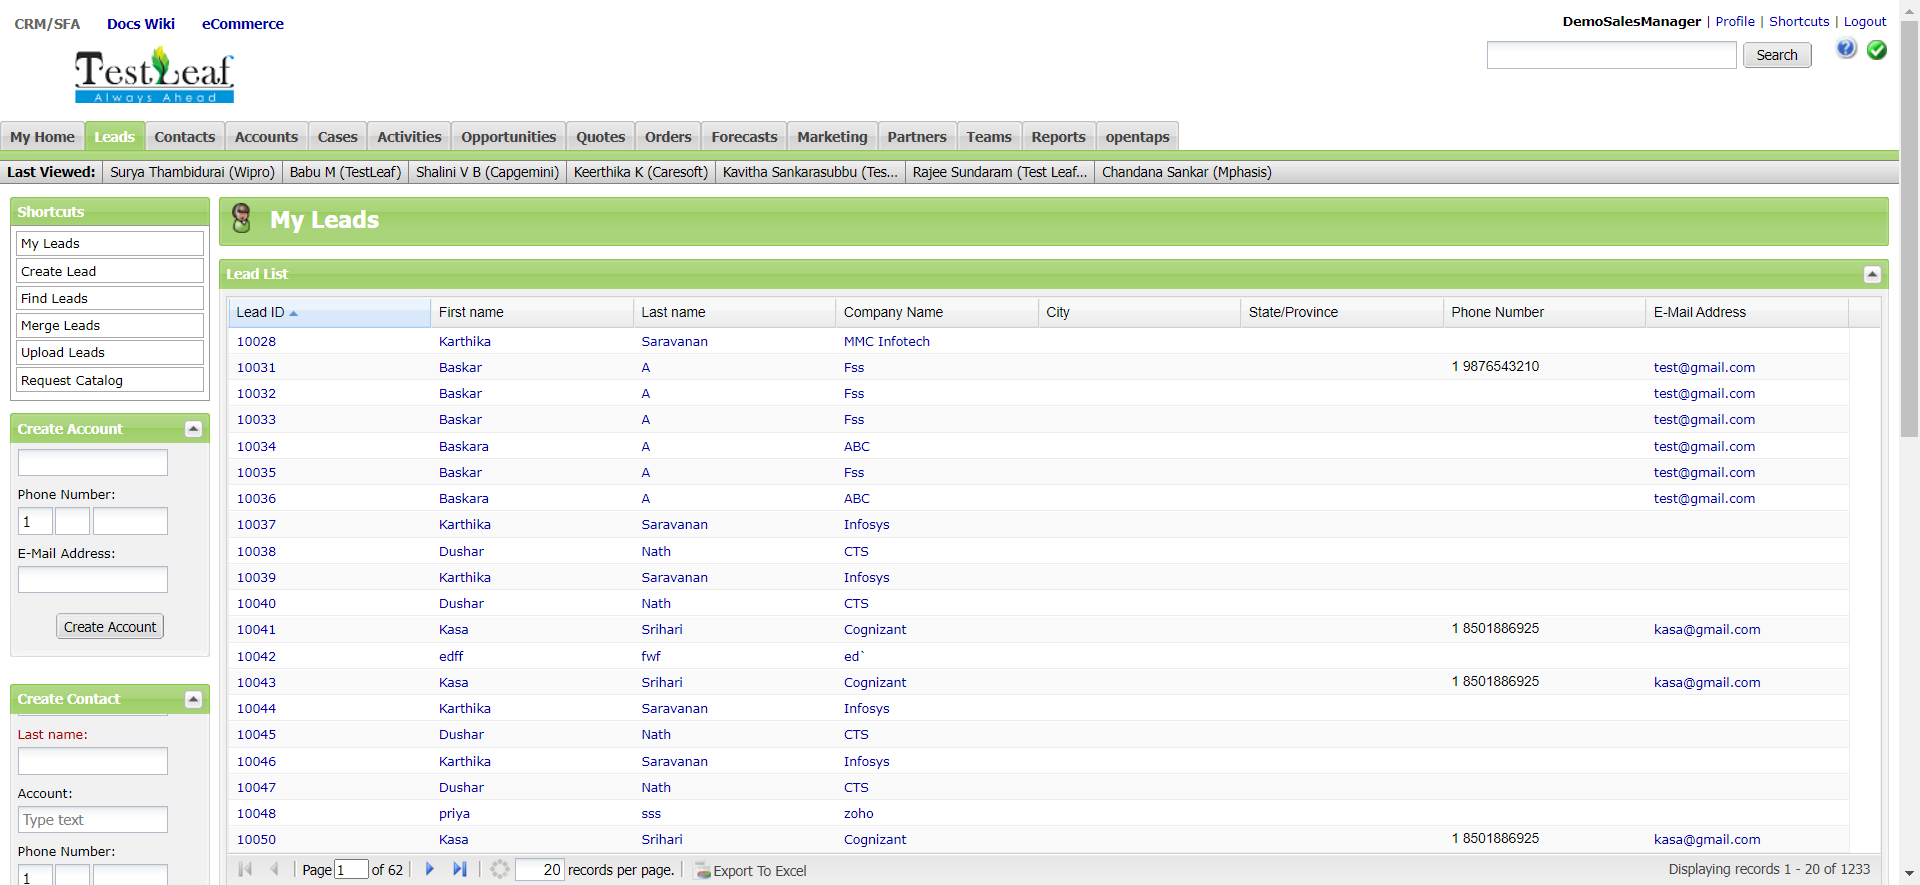 CRM/SFA Docs Wiki eCommerce
DemoSalesManager | Profile | Shortcuts | Logout
Search
TestLeaf
Always Ahead
My Home Leads Contacts Accounts Cases Activities Opportunities Quotes Orders Forecasts Marketing Partners Teams Reports opentaps
Last Viewed: Surya Thambidurai (Wipro) Babu M (TestLeaf) Shalini V B (Capgemini) Keerthika K (Caresoft) Kavitha Sankarasubbu (Tes... Rajee Sundaram (Test Leaf... Chandana Sankar (Mphasis)
Shortcuts
My Leads
Create Lead
Find Leads
Merge Leads
Upload Leads
Request Catalog
Create Account
Phone Number:
1
E-Mail Address:
Create Account
Create Contact
Last name:
Account:
Type text
Phone Number:
1
My Leads
Lead List
Lead ID First name Last name Company Name City State/Province Phone Number E-Mail Address
10028 Karthika Saravanan MMC Infotech
10031 Baskar A Fss 1 9876543210 test@gmail.com
10032 Baskar A Fss test@gmail.com
10033 Baskar A Fss test@gmail.com
10034 Baskara A ABC test@gmail.com
10035 Baskar A Fss test@gmail.com
10036 Baskara A ABC test@gmail.com
10037 Karthika Saravanan Infosys
10038 Dushar Nath CTS
10039 Karthika Saravanan Infosys
10040 Dushar Nath CTS
10041 Kasa Srihari Cognizant 1 8501886925 kasa@gmail.com
10042 edff fwf ed`
10043 Kasa Srihari Cognizant 1 8501886925 kasa@gmail.com
10044 Karthika Saravanan Infosys
10045 Dushar Nath CTS
10046 Karthika Saravanan Infosys
10047 Dushar Nath CTS
10048 priya sss zoho
10050 Kasa Srihari Cognizant 1 8501886925 kasa@gmail.com
Page 1 of 62 20 records per page. Export To Excel Displaying records 1 - 20 of 1233